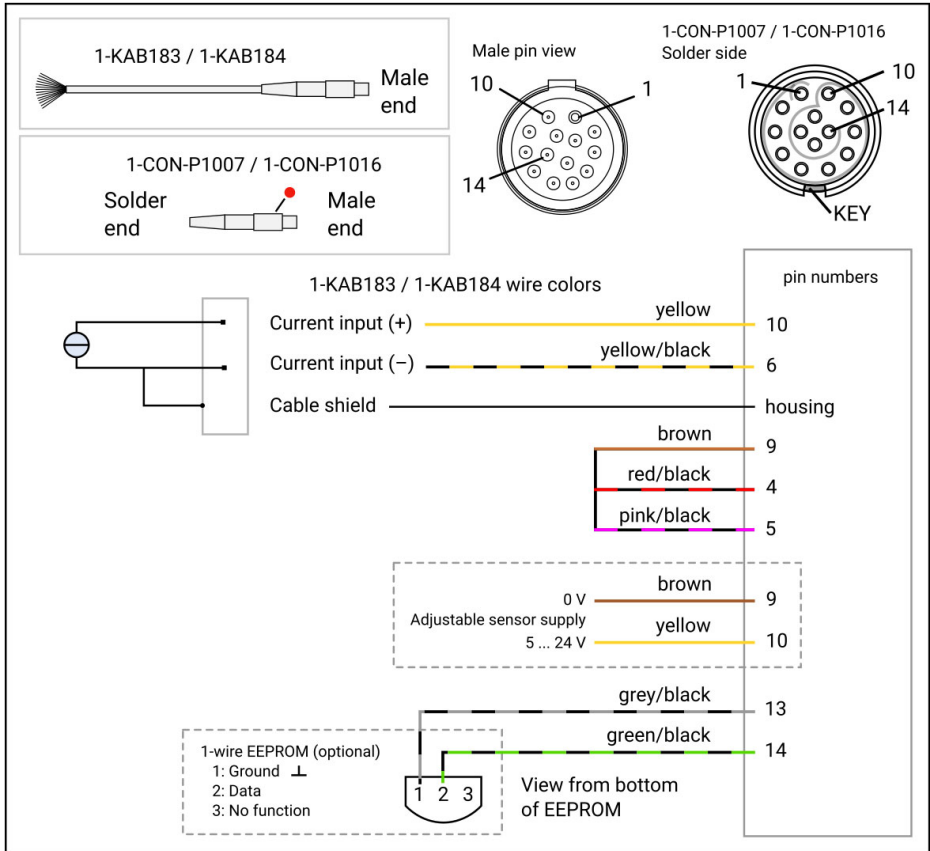 1-KAB183 / 1-KAB184
Male
end
1-CON-P1007 / 1-CON-P1016
Solder
end
Male
end
Male pin view
10
1
14
1-CON-P1007 / 1-CON-P1016
Solder side
1
10
14
KEY
1-KAB183 / 1-KAB184 wire colors
pin numbers
Current input (+)
yellow
10
Current input (–)
yellow/black
6
Cable shield
housing
brown
9
red/black
4
pink/black
5
0 V
brown
9
Adjustable sensor supply
5 ... 24 V
yellow
10
grey/black
13
green/black
14
1-wire EEPROM (optional)
1: Ground
2: Data
3: No function
1 2 3
View from bottom
of EEPROM